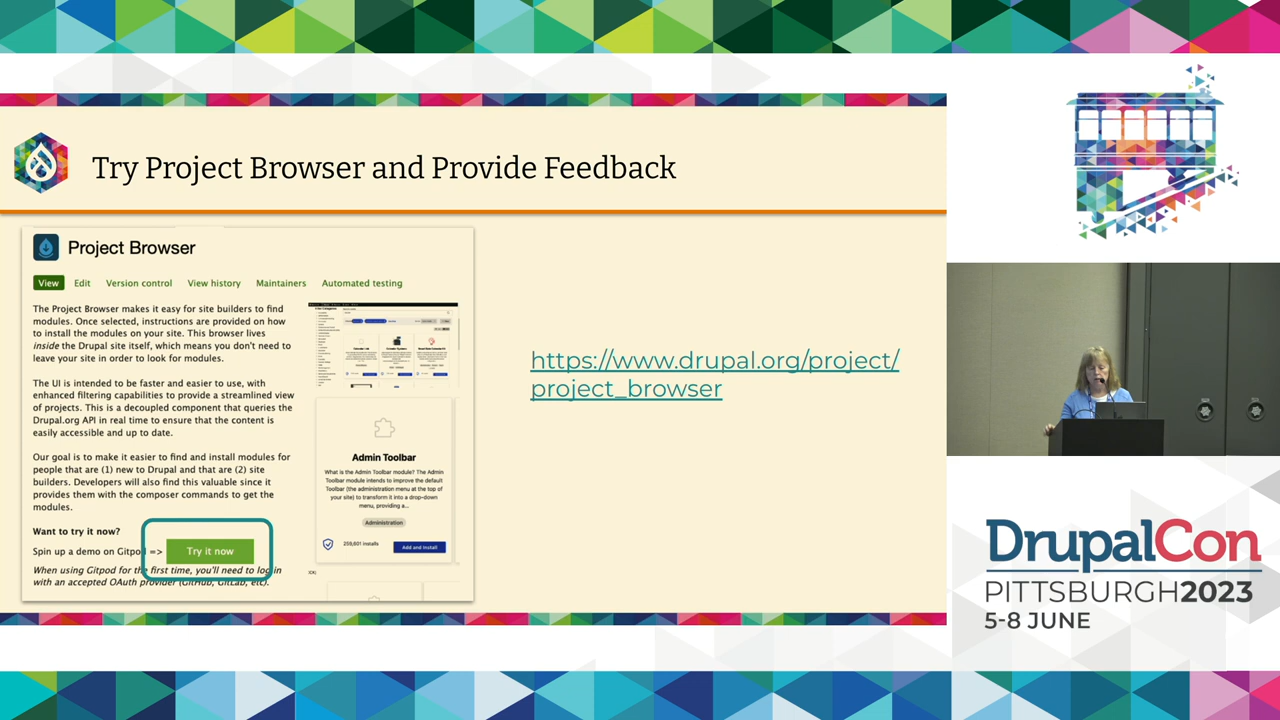 Try Project Browser and Provide Feedback
Project Browser
View Edit Version control View history Maintainers Automated testing
The Project Browser makes it easy for site builders to find
modules. Once selected, instructions are provided on how
to install the modules on your site. This browser lives
inside the Drupal site itself, which means you don't need to
leave your site in order to look for modules.
The UI is intended to be faster and easier to use, with
enhanced filtering capabilities to provide a streamlined view
of projects. This is a decoupled component that queries the
Drupal.org API in real time to ensure that the content is
easily accessible and up to date.
Our goal is to make it easier to find and install modules for
people that are (1) new to Drupal and that are (2) site
builders. Developers will also find this valuable since it
provides them with the composer commands to get the
modules.
Want to try it now?
Spin up a demo on Gitpod => Try it now
When using Gitpod for the first time, you'll need to log in
with an accepted OAuth provider (GitHub, GitLab, etc).
Admin Toolbar
What is the Admin Toolbar module? The Admin
Toolbar module intends to improve the default
Toolbar (the administration menu at the top of
your site) to transform it into a drop-down
menu, providing a...
Administration
259,601 installs
Add and Install
https://www.drupal.org/project/
project_browser
DrupalCon
PITTSBURGH2023
5-8 JUNE